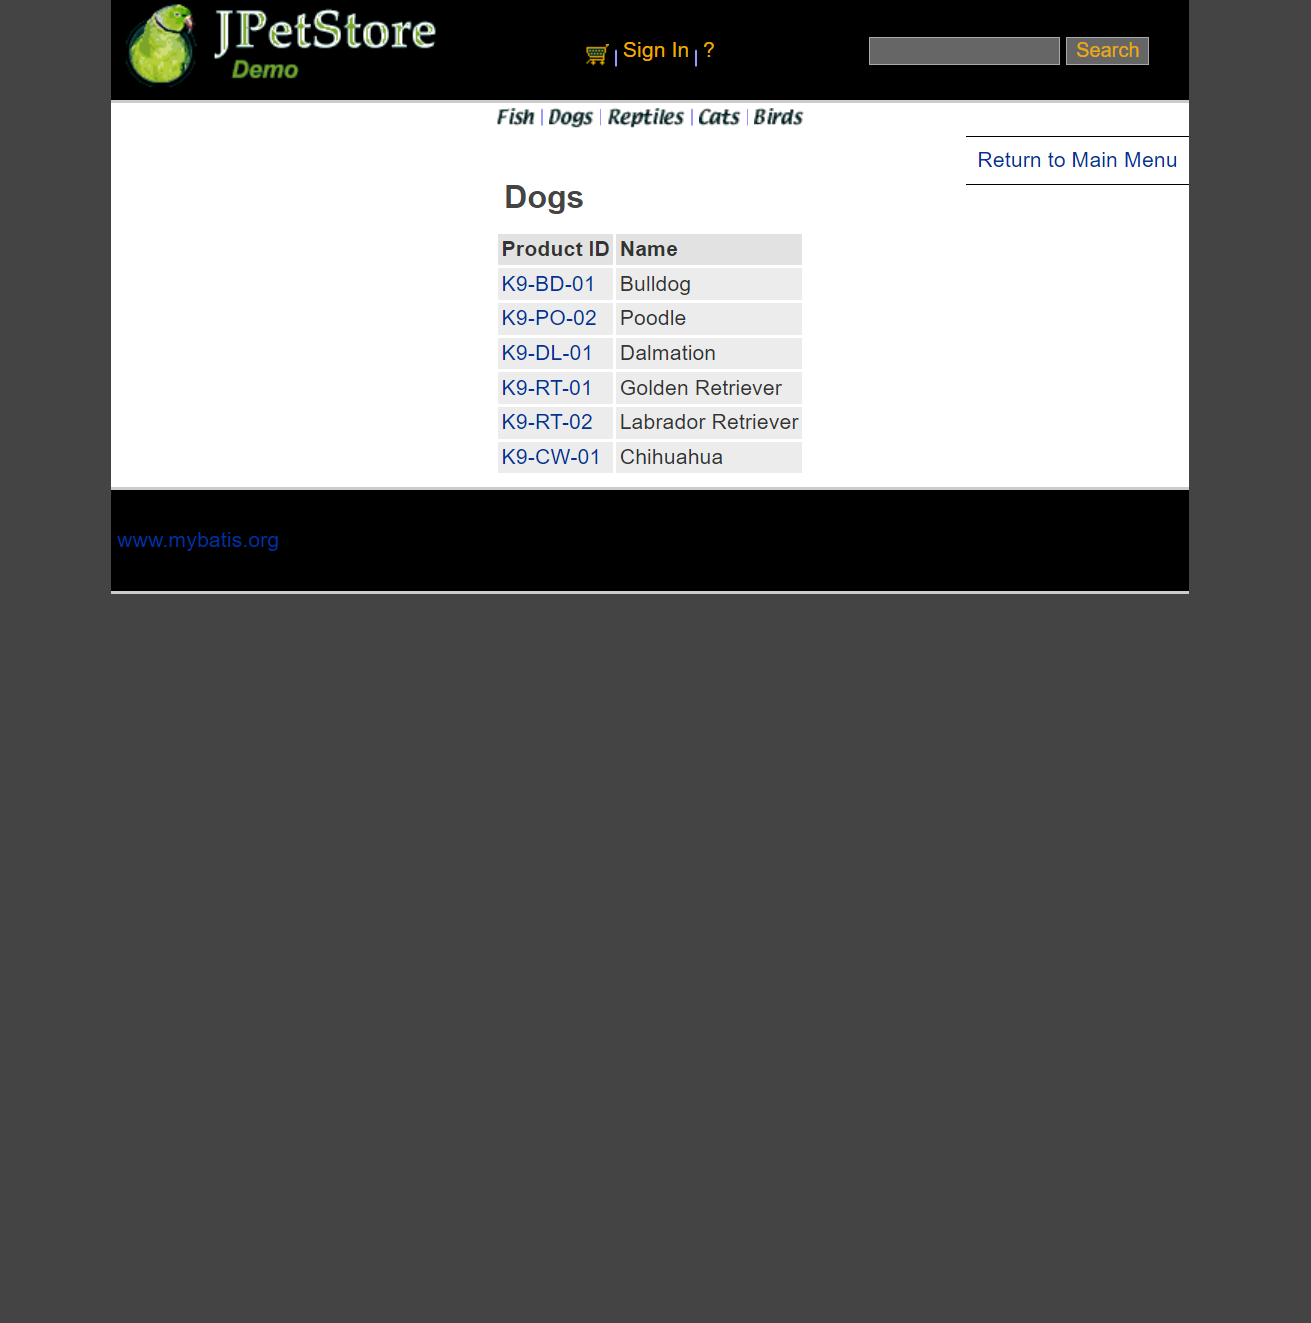 JPetStore
Demo
Sign In | ?
Search
Fish | Dogs | Reptiles | Cats | Birds
Return to Main Menu
Dogs
Product ID Name
K9-BD-01 Bulldog
K9-PO-02 Poodle
K9-DL-01 Dalmation
K9-RT-01 Golden Retriever
K9-RT-02 Labrador Retriever
K9-CW-01 Chihuahua
www.mybatis.org